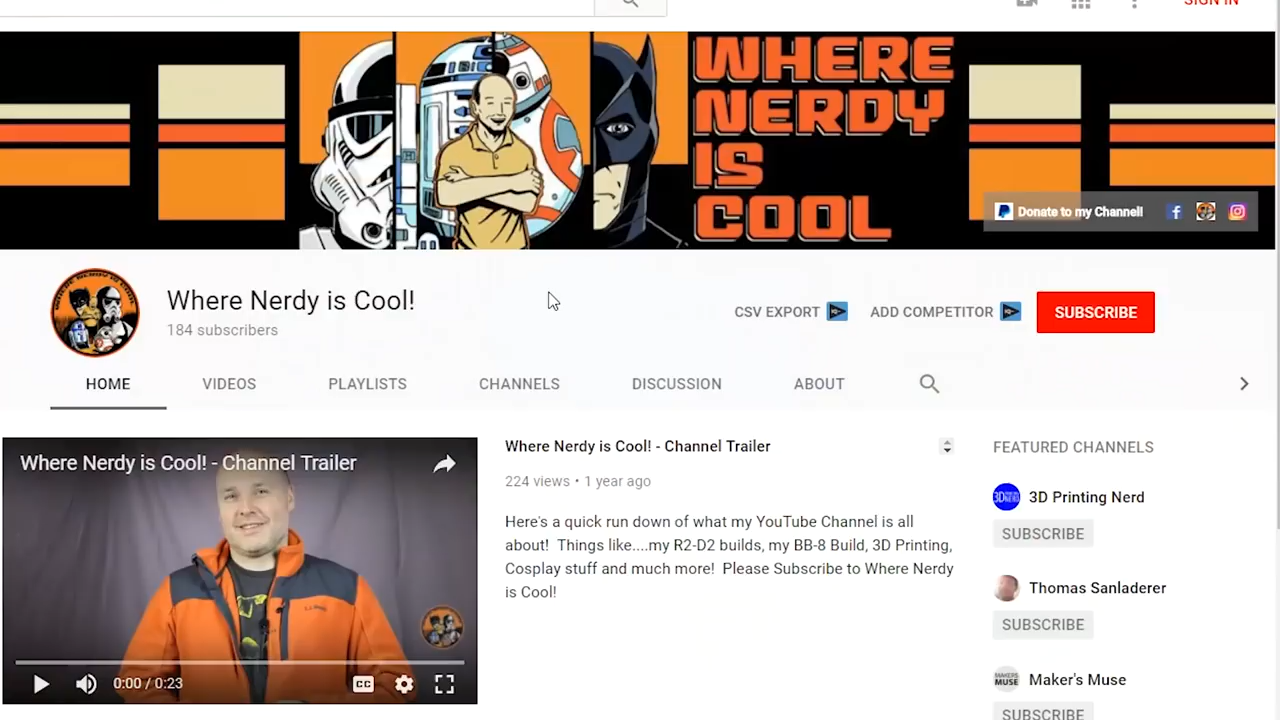 SIGN IN
WHERE
NERDY
IS
COOL
Donate to my Channel!
Where Nerdy is Cool!
184 subscribers
CSV EXPORT
ADD COMPETITOR
SUBSCRIBE
HOME
VIDEOS
PLAYLISTS
CHANNELS
DISCUSSION
ABOUT
Where Nerdy is Cool! - Channel Trailer
0:00 / 0:23
CC
Where Nerdy is Cool! - Channel Trailer
224 views • 1 year ago
Here's a quick run down of what my YouTube Channel is all
about!  Things like....my R2-D2 builds, my BB-8 Build, 3D Printing,
Cosplay stuff and much more!  Please Subscribe to Where Nerdy
is Cool!
FEATURED CHANNELS
3D Printing Nerd
SUBSCRIBE
Thomas Sanladerer
SUBSCRIBE
MAKER'S
MUSE
Maker's Muse
SUBSCRIBE